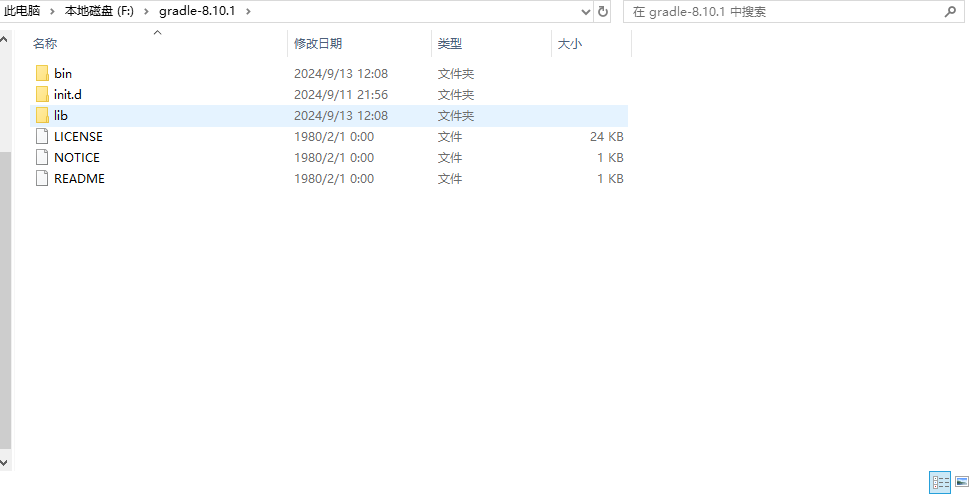 此电脑 › 本地磁盘 (F:) › gradle-8.10.1 ›
在 gradle-8.10.1 中搜索
名称 修改日期 类型 大小
bin 2024/9/13 12:08 文件夹
init.d 2024/9/11 21:56 文件夹
lib 2024/9/13 12:08 文件夹
LICENSE 1980/2/1 0:00 文件 24 KB
NOTICE 1980/2/1 0:00 文件 1 KB
README 1980/2/1 0:00 文件 1 KB